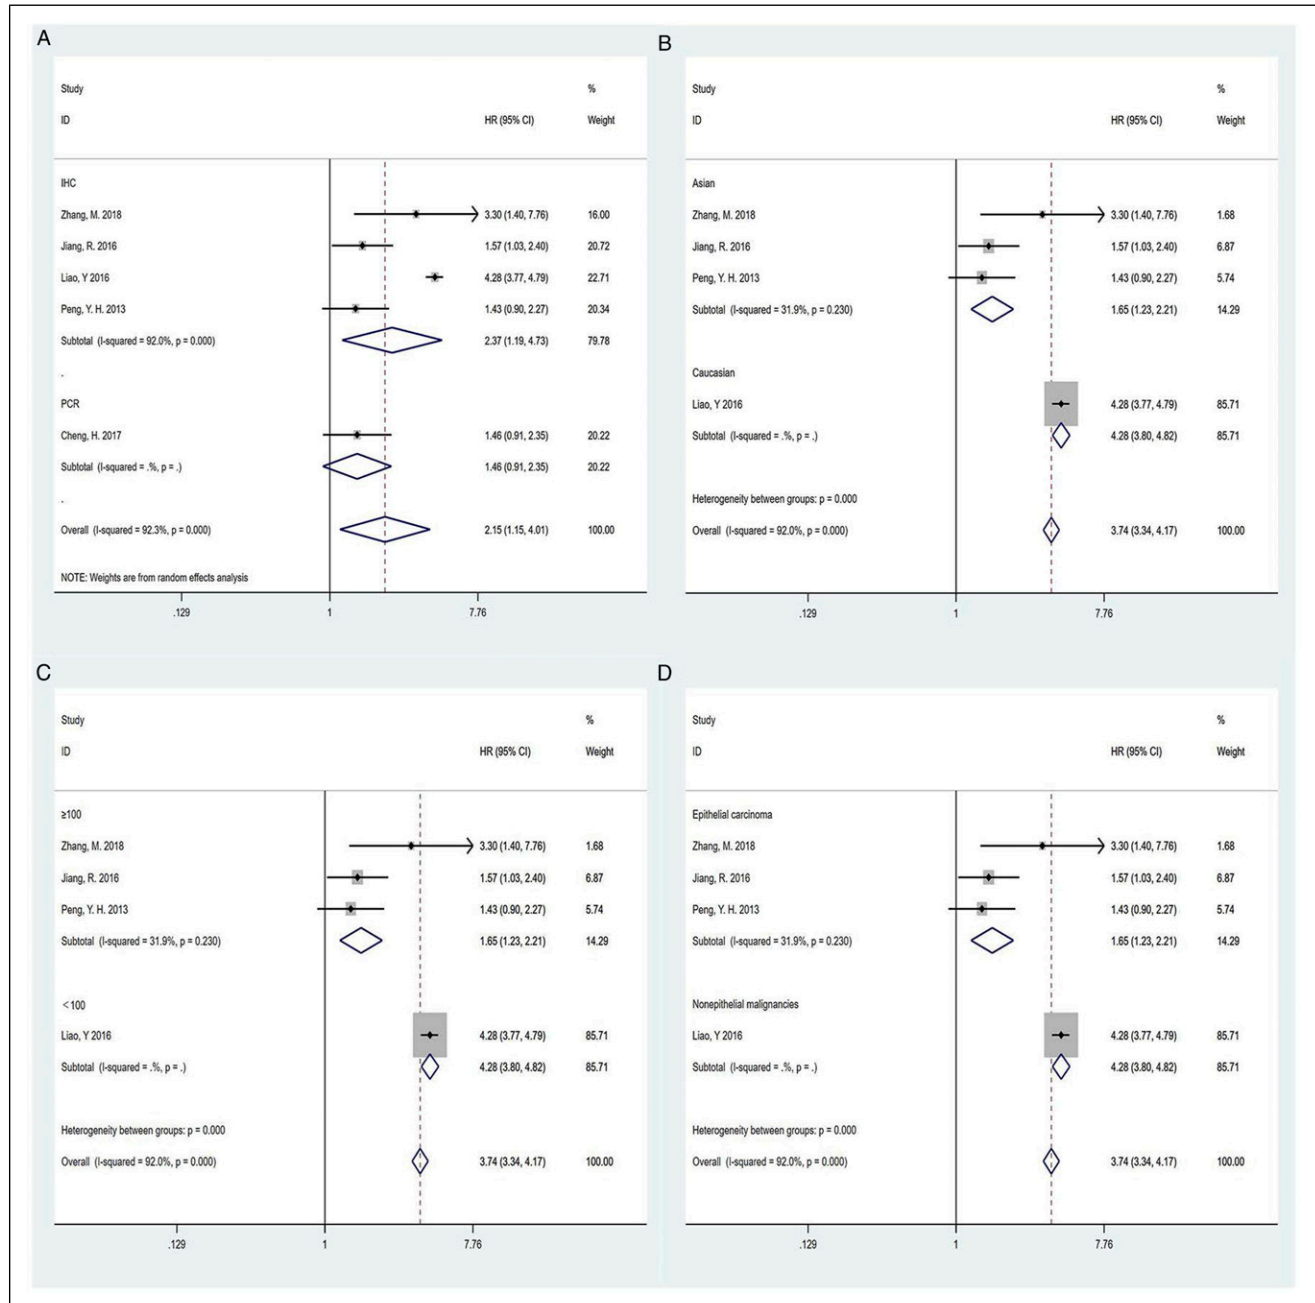 A
Study %
ID HR (95% CI) Weight
IHC
Zhang, M. 2018 3.30 (1.40, 7.76) 16.00
Jiang, R. 2016 1.57 (1.03, 2.40) 20.72
Liao, Y 2016 4.28 (3.77, 4.79) 22.71
Peng, Y. H. 2013 1.43 (0.90, 2.27) 20.34
Subtotal (I-squared = 92.0%, p = 0.000) 2.37 (1.19, 4.73) 79.78
.
PCR
Cheng, H. 2017 1.46 (0.91, 2.35) 20.22
Subtotal (I-squared = .%, p = .) 1.46 (0.91, 2.35) 20.22
.
Overall (I-squared = 92.3%, p = 0.000) 2.15 (1.15, 4.01) 100.00
NOTE: Weights are from random effects analysis
.129 1 7.76
B
Study %
ID HR (95% CI) Weight
Asian
Zhang, M. 2018 3.30 (1.40, 7.76) 1.68
Jiang, R. 2016 1.57 (1.03, 2.40) 6.87
Peng, Y. H. 2013 1.43 (0.90, 2.27) 5.74
Subtotal (I-squared = 31.9%, p = 0.230) 1.65 (1.23, 2.21) 14.29
Caucasian
Liao, Y 2016 4.28 (3.77, 4.79) 85.71
Subtotal (I-squared = .%, p = .) 4.28 (3.80, 4.82) 85.71
Heterogeneity between groups: p = 0.000
Overall (I-squared = 92.0%, p = 0.000) 3.74 (3.34, 4.17) 100.00
.129 1 7.76
C
Study %
ID HR (95% CI) Weight
≥100
Zhang, M. 2018 3.30 (1.40, 7.76) 1.68
Jiang, R. 2016 1.57 (1.03, 2.40) 6.87
Peng, Y. H. 2013 1.43 (0.90, 2.27) 5.74
Subtotal (I-squared = 31.9%, p = 0.230) 1.65 (1.23, 2.21) 14.29
＜100
Liao, Y 2016 4.28 (3.77, 4.79) 85.71
Subtotal (I-squared = .%, p = .) 4.28 (3.80, 4.82) 85.71
Heterogeneity between groups: p = 0.000
Overall (I-squared = 92.0%, p = 0.000) 3.74 (3.34, 4.17) 100.00
.129 1 7.76
D
Study %
ID HR (95% CI) Weight
Epithelial carcinoma
Zhang, M. 2018 3.30 (1.40, 7.76) 1.68
Jiang, R. 2016 1.57 (1.03, 2.40) 6.87
Peng, Y. H. 2013 1.43 (0.90, 2.27) 5.74
Subtotal (I-squared = 31.9%, p = 0.230) 1.65 (1.23, 2.21) 14.29
Nonepithelial malignancies
Liao, Y 2016 4.28 (3.77, 4.79) 85.71
Subtotal (I-squared = .%, p = .) 4.28 (3.80, 4.82) 85.71
Heterogeneity between groups: p = 0.000
Overall (I-squared = 92.0%, p = 0.000) 3.74 (3.34, 4.17) 100.00
.129 1 7.76